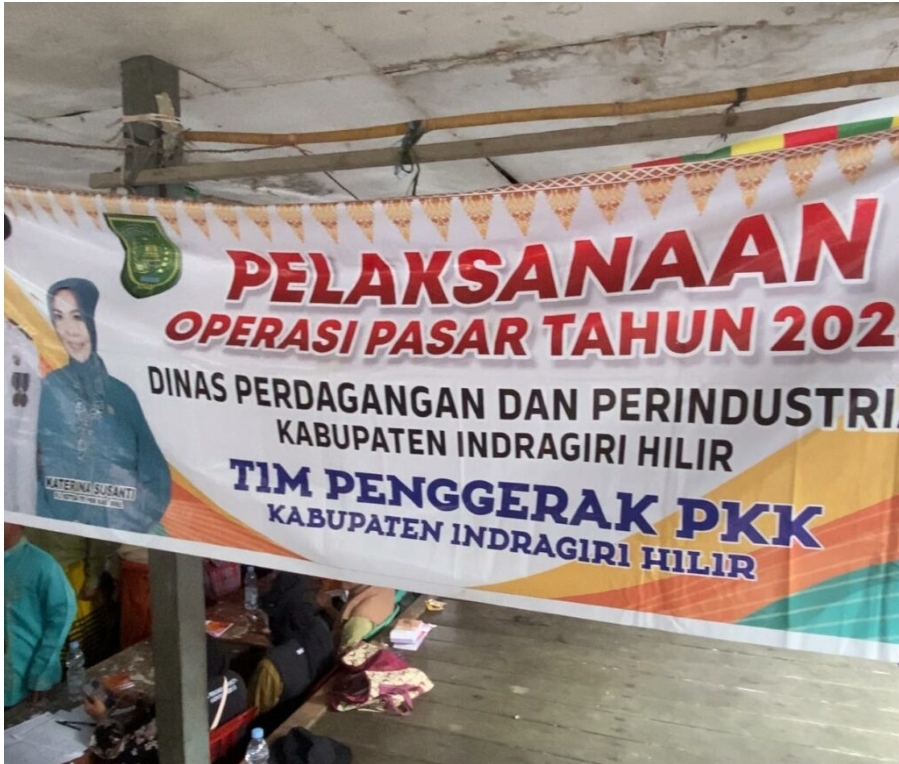 PELAKSANAAN
OPERASI PASAR TAHUN 202
DINAS PERDAGANGAN DAN PERINDUSTRI
KABUPATEN INDRAGIRI HILIR
TIM PENGGERAK PKK
KABUPATEN INDRAGIRI HILIR
KATERINA SUSANTI